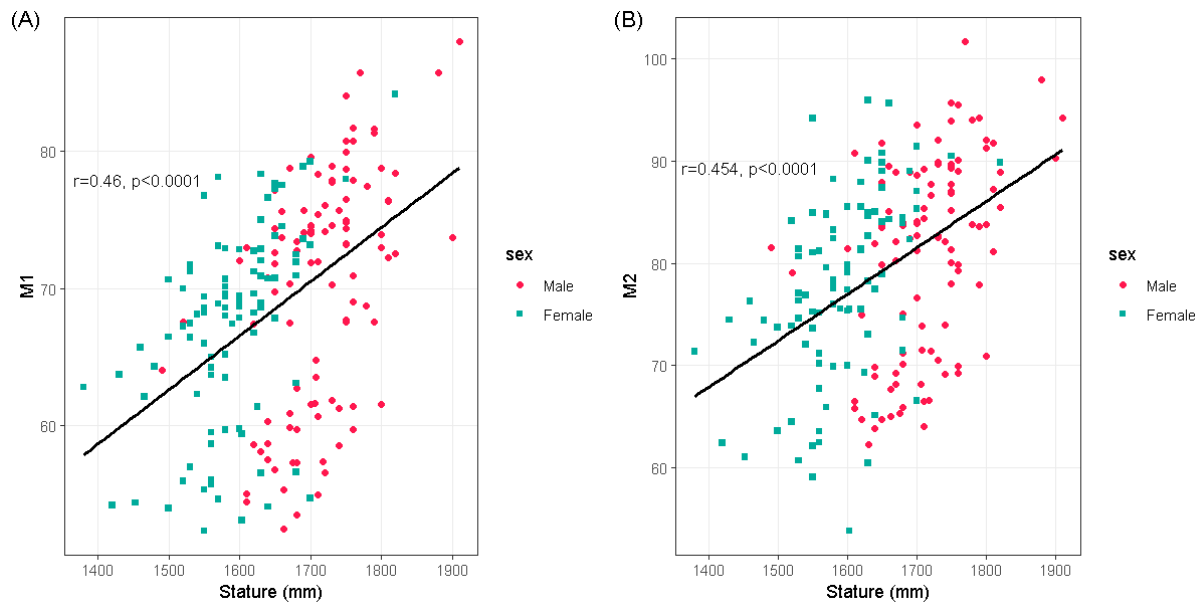 (A)
80
70
60
M1
r=0.46, p<0.0001
1400 1500 1600 1700 1800 1900
Stature (mm)
sex
Male
Female
(B)
100
90
80
70
60
M2
r=0.454, p<0.0001
1400 1500 1600 1700 1800 1900
Stature (mm)
sex
Male
Female